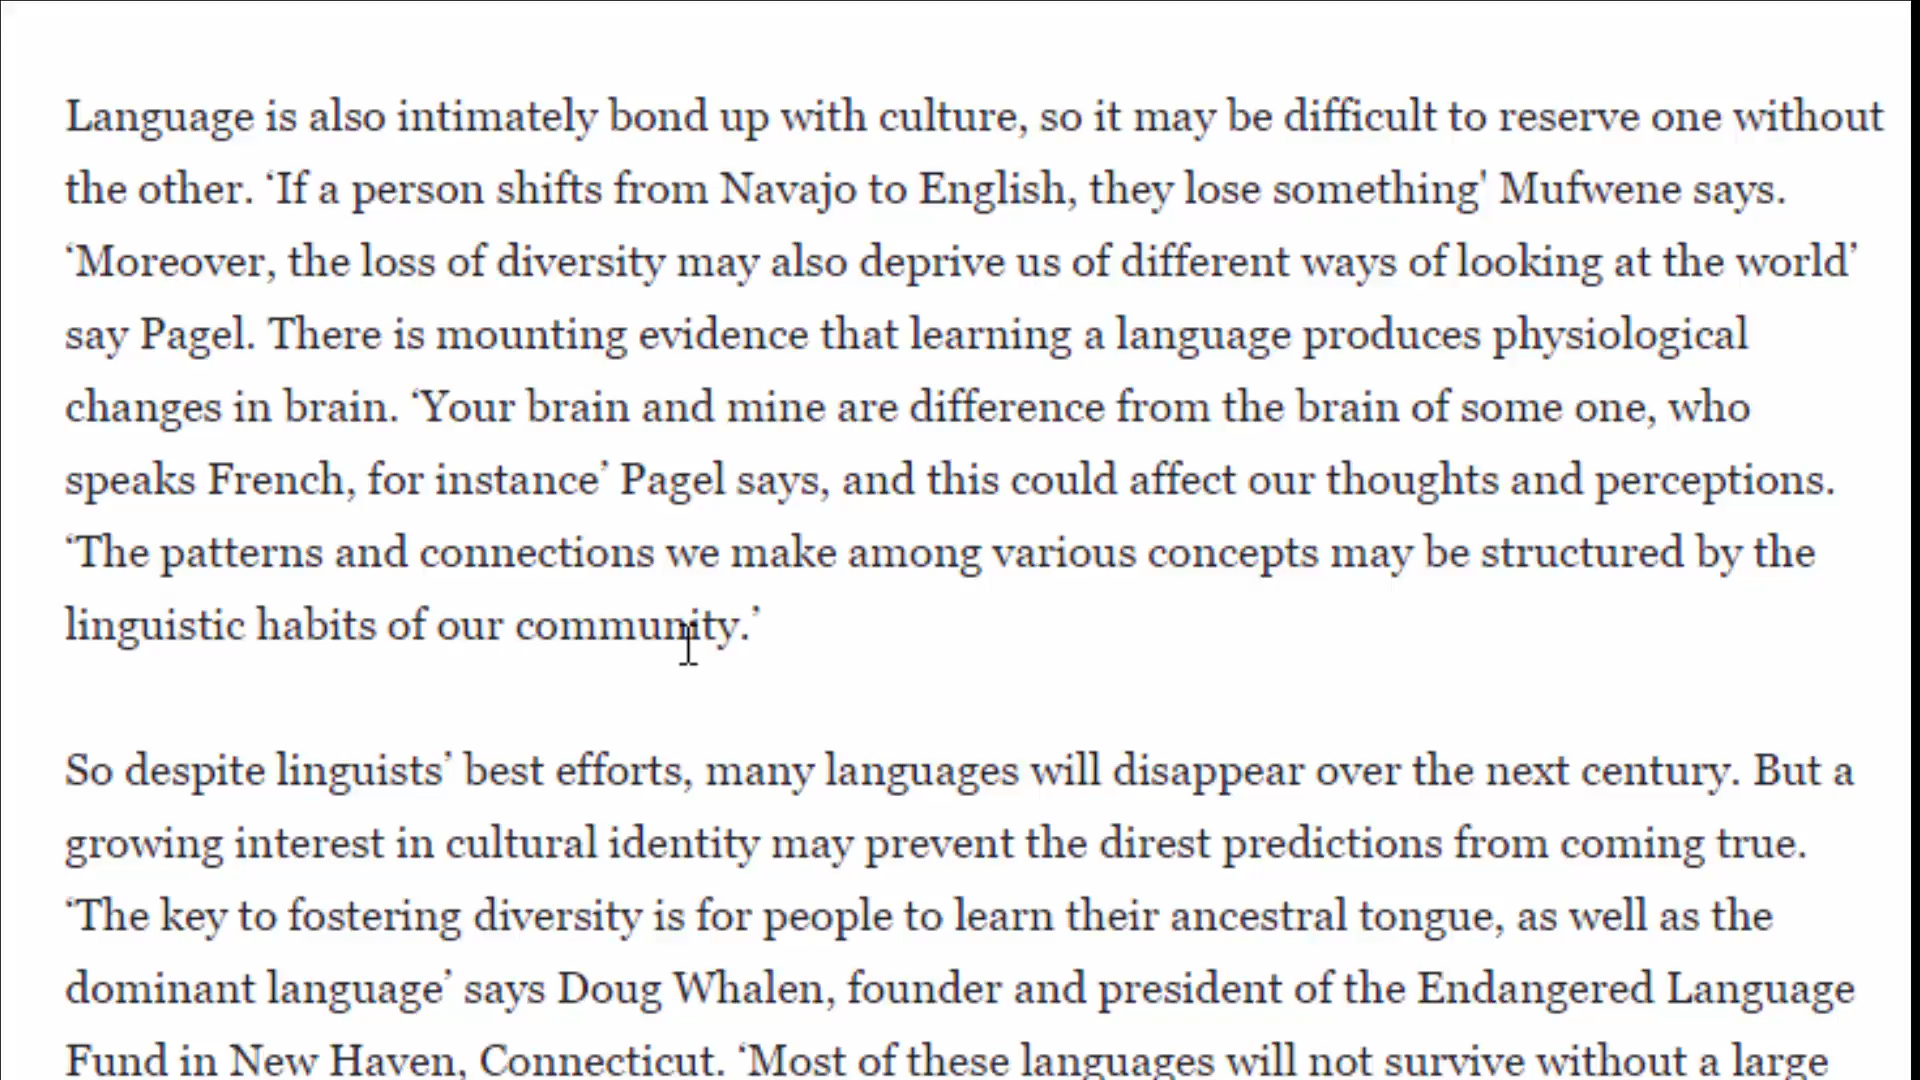 Language is also intimately bond up with culture, so it may be difficult to reserve one without
the other. ‘If a person shifts from Navajo to English, they lose something' Mufwene says.
‘Moreover, the loss of diversity may also deprive us of different ways of looking at the world’
say Pagel. There is mounting evidence that learning a language produces physiological
changes in brain. ‘Your brain and mine are difference from the brain of some one, who
speaks French, for instance’ Pagel says, and this could affect our thoughts and perceptions.
‘The patterns and connections we make among various concepts may be structured by the
linguistic habits of our community.’
So despite linguists’ best efforts, many languages will disappear over the next century. But a
growing interest in cultural identity may prevent the direst predictions from coming true.
‘The key to fostering diversity is for people to learn their ancestral tongue, as well as the
dominant language’ says Doug Whalen, founder and president of the Endangered Language
Fund in New Haven, Connecticut. ‘Most of these languages will not survive without a large